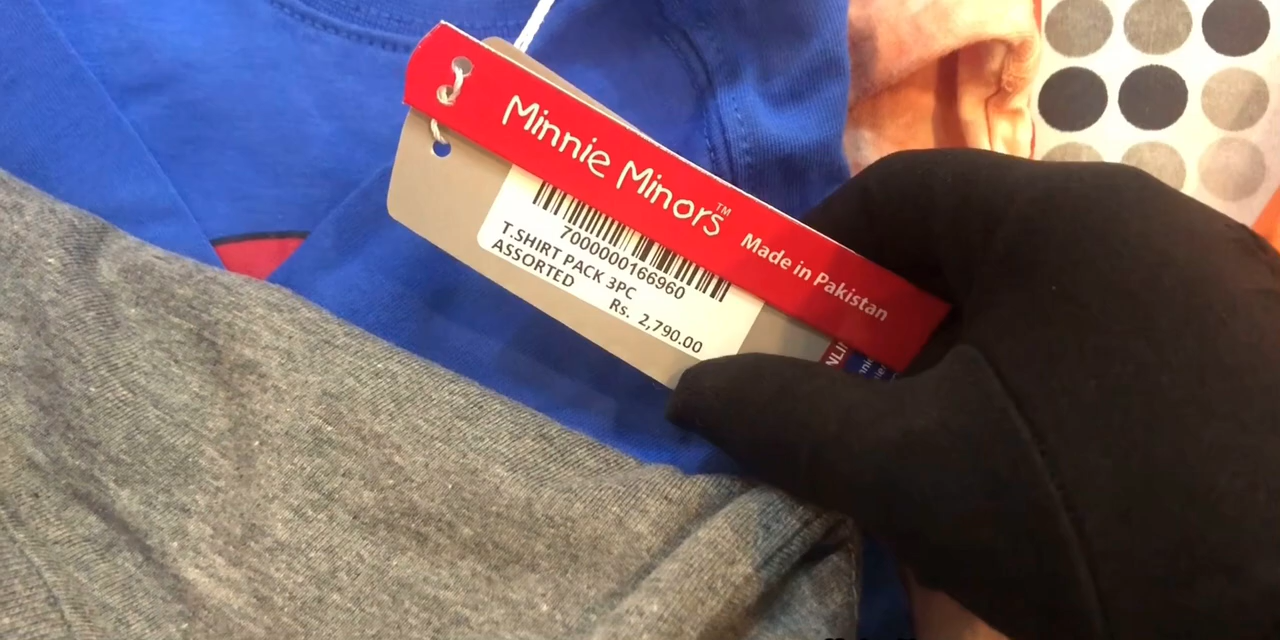 Minnie Minors™ Made in Pakistan
7000000166960
T.SHIRT PACK 3PC
ASSORTED
Rs. 2,790.00